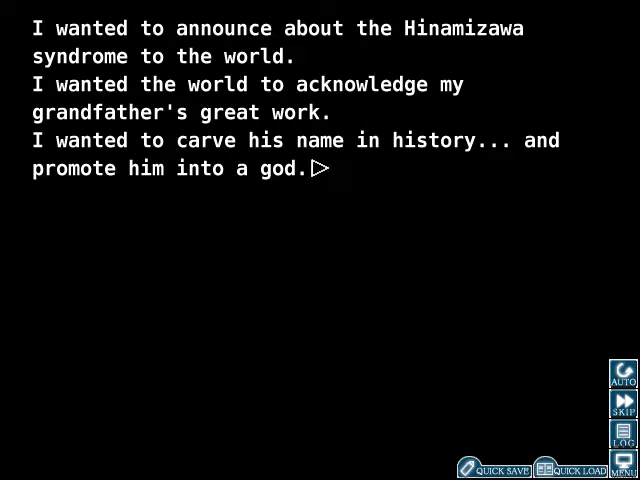 I wanted to announce about the Hinamizawa
syndrome to the world.
I wanted the world to acknowledge my
grandfather's great work.
I wanted to carve his name in history... and
promote him into a god.
AUTO
SKIP
LOG
MENU
QUICK SAVE
QUICK LOAD